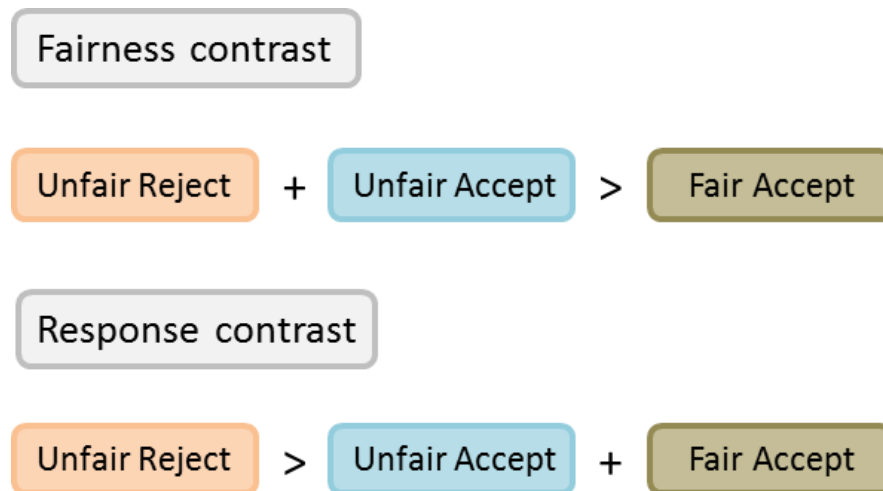 Fairness contrast
Unfair Reject + Unfair Accept > Fair Accept
Response contrast
Unfair Reject > Unfair Accept + Fair Accept